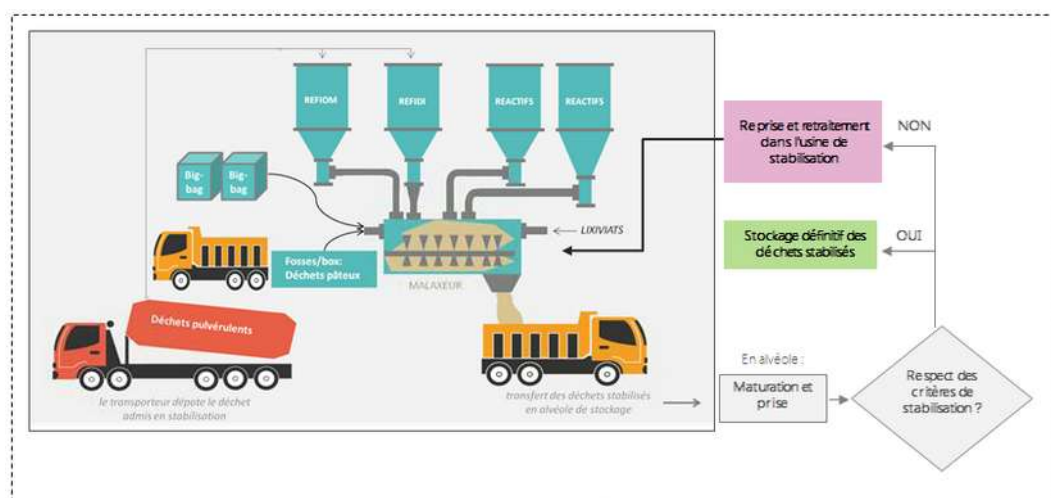 REFIOM
REFIDI
REACTIFS
REACTIFS
Big-
bag
Big-
bag
Fosses/box:
Déchets pâteux
LIXIVIATS
MALAXEUR
Déchets pulvérulents
le transporteur dépote le déchet
admis en stabilisation
transfert des déchets stabilisés
en alvéole de stockage
Reprise et retraitement
dans l'usine de
stabilisation
NON
Stockage définitif des
déchets stabilisés
OUI
En alvéole :
Maturation et
prise
Respect des
critères de
stabilisation ?